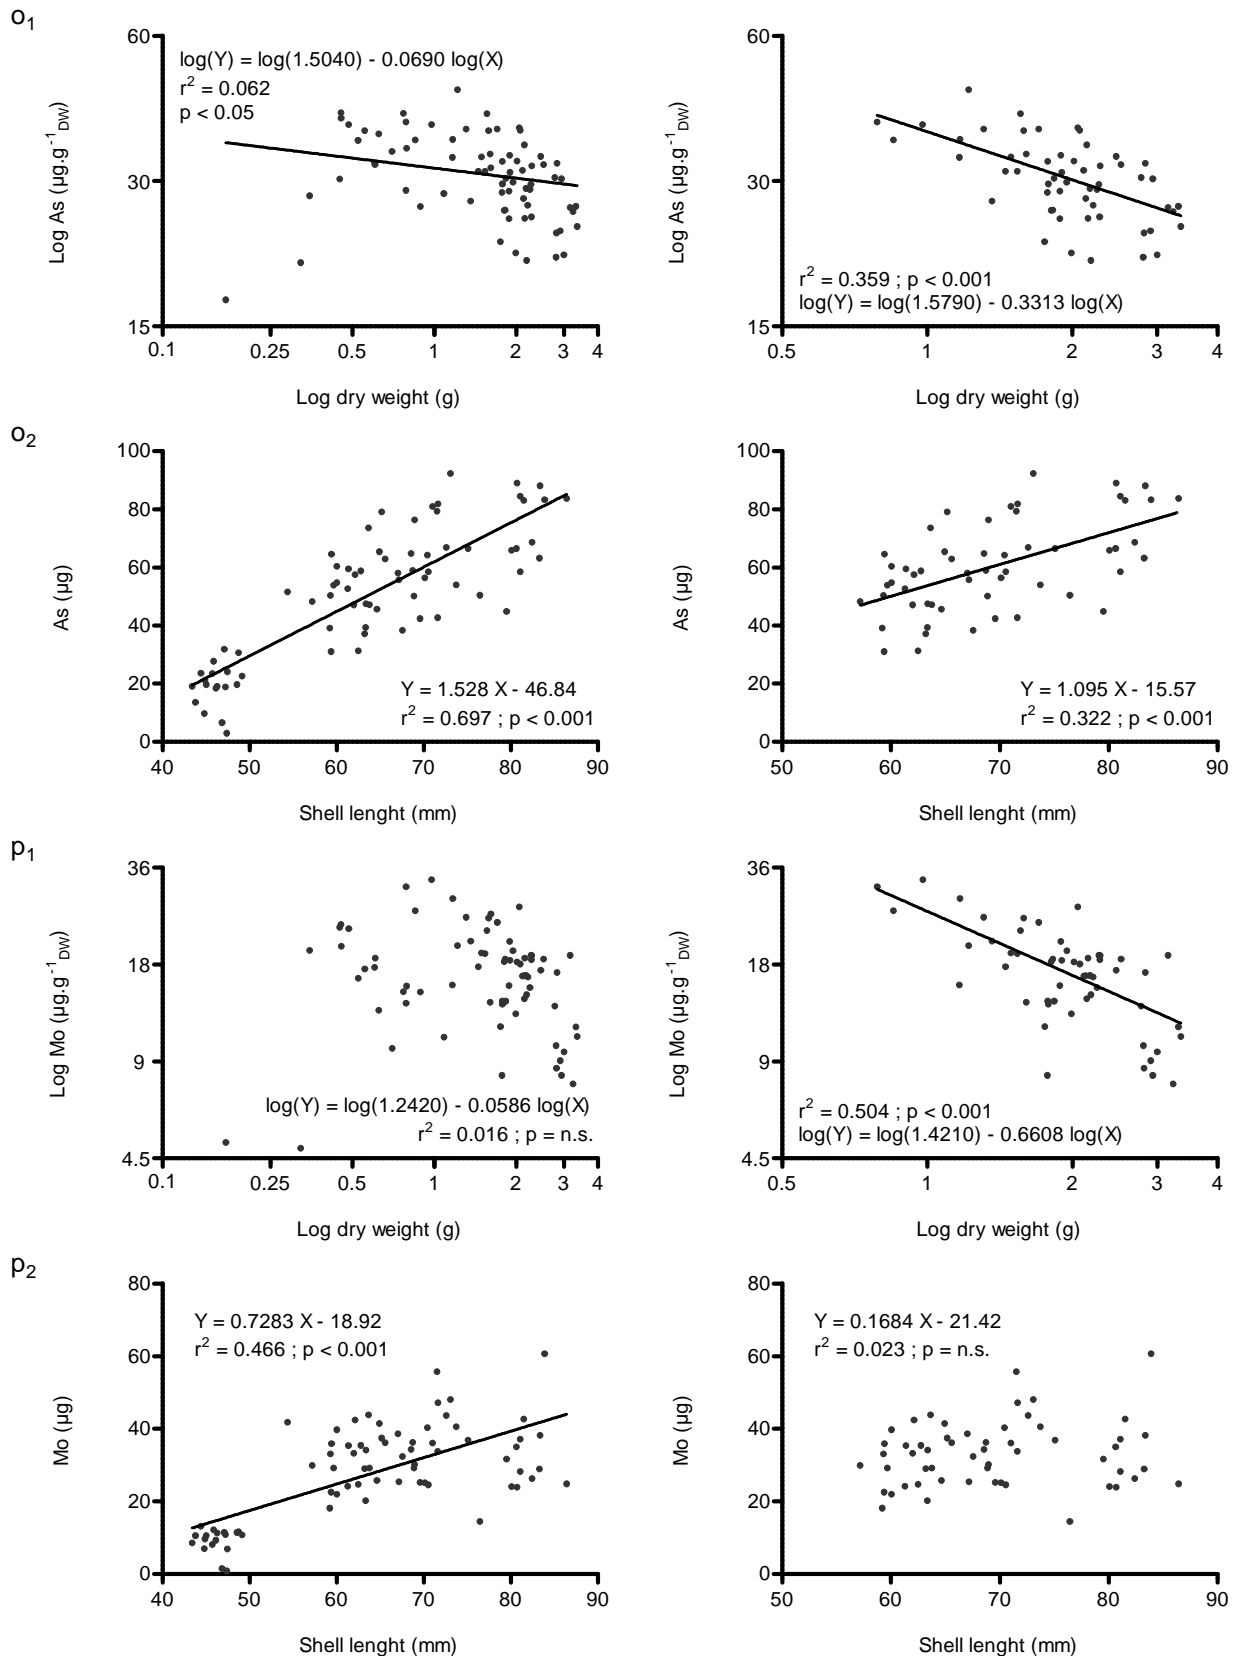 o1
60
30
15
log(Y) = log(1.5040) - 0.0690 log(X)
r² = 0.062
p < 0.05
Log As (µg.g⁻¹DW)
0.1 0.25 0.5 1 2 3 4
Log dry weight (g)
60
30
15
Log As (µg.g⁻¹DW)
r² = 0.359 ; p < 0.001
log(Y) = log(1.5790) - 0.3313 log(X)
0.5 1 2 3 4
Log dry weight (g)
o2
100
80
60
40
20
0
As (µg)
Y = 1.528 X - 46.84
r² = 0.697 ; p < 0.001
40 50 60 70 80 90
Shell lenght (mm)
100
80
60
40
20
0
As (µg)
Y = 1.095 X - 15.57
r² = 0.322 ; p < 0.001
50 60 70 80 90
Shell lenght (mm)
p1
36
18
9
4.5
Log Mo (µg.g⁻¹DW)
log(Y) = log(1.2420) - 0.0586 log(X)
r² = 0.016 ; p = n.s.
0.1 0.25 0.5 1 2 3 4
Log dry weight (g)
36
18
9
4.5
Log Mo (µg.g⁻¹DW)
r² = 0.504 ; p < 0.001
log(Y) = log(1.4210) - 0.6608 log(X)
0.5 1 2 3 4
Log dry weight (g)
p2
80
60
40
20
0
Mo (µg)
Y = 0.7283 X - 18.92
r² = 0.466 ; p < 0.001
40 50 60 70 80 90
Shell lenght (mm)
80
60
40
20
0
Mo (µg)
Y = 0.1684 X - 21.42
r² = 0.023 ; p = n.s.
50 60 70 80 90
Shell lenght (mm)